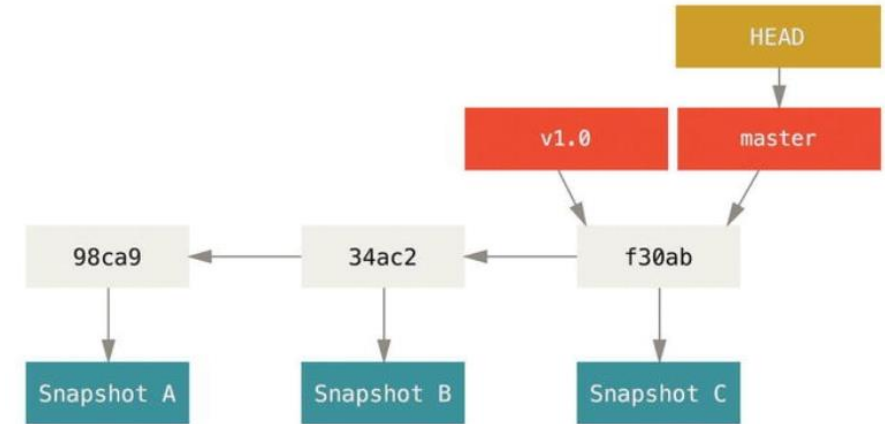 HEAD
v1.0
master
98ca9
34ac2
f30ab
Snapshot A
Snapshot B
Snapshot C